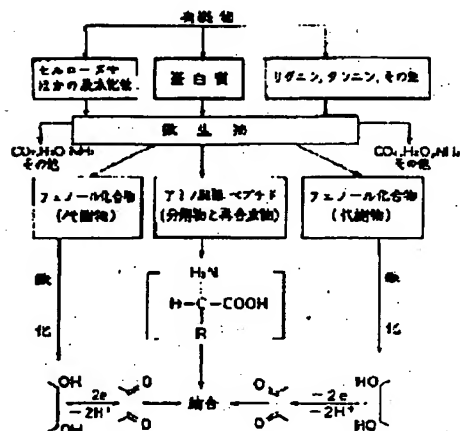 有機物
セルローズや
ほかの炭水化物
蛋白質
リグニン,タンニン,その他
微生物
CO₂,H₂O,NH₃
その他
CO₂,H₂O,NH₃
その他
フェノール化合物
(代謝物)
アミノ酸,ペプチド
(分解物と再合成物)
フェノール化合物
(代謝物)
H₂N
H-C-COOH
R
酸
化
酸
化
OH
OH
2e
-2H⁺
O
O
結合
O
O
-2e
-2H⁺
HO
HO